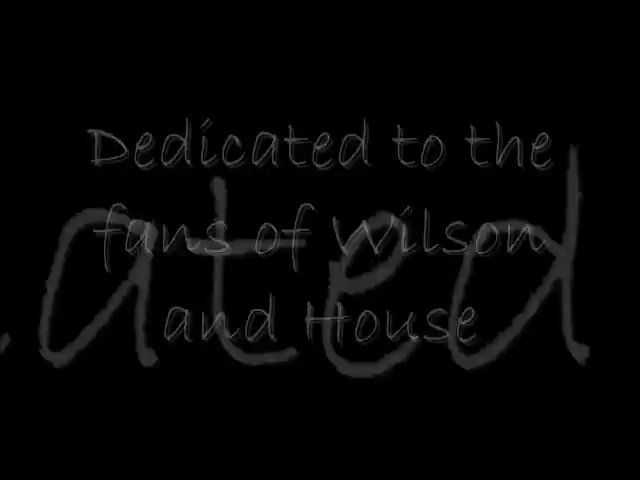 Dedicated to the
fans of Wilson
and House
.ated